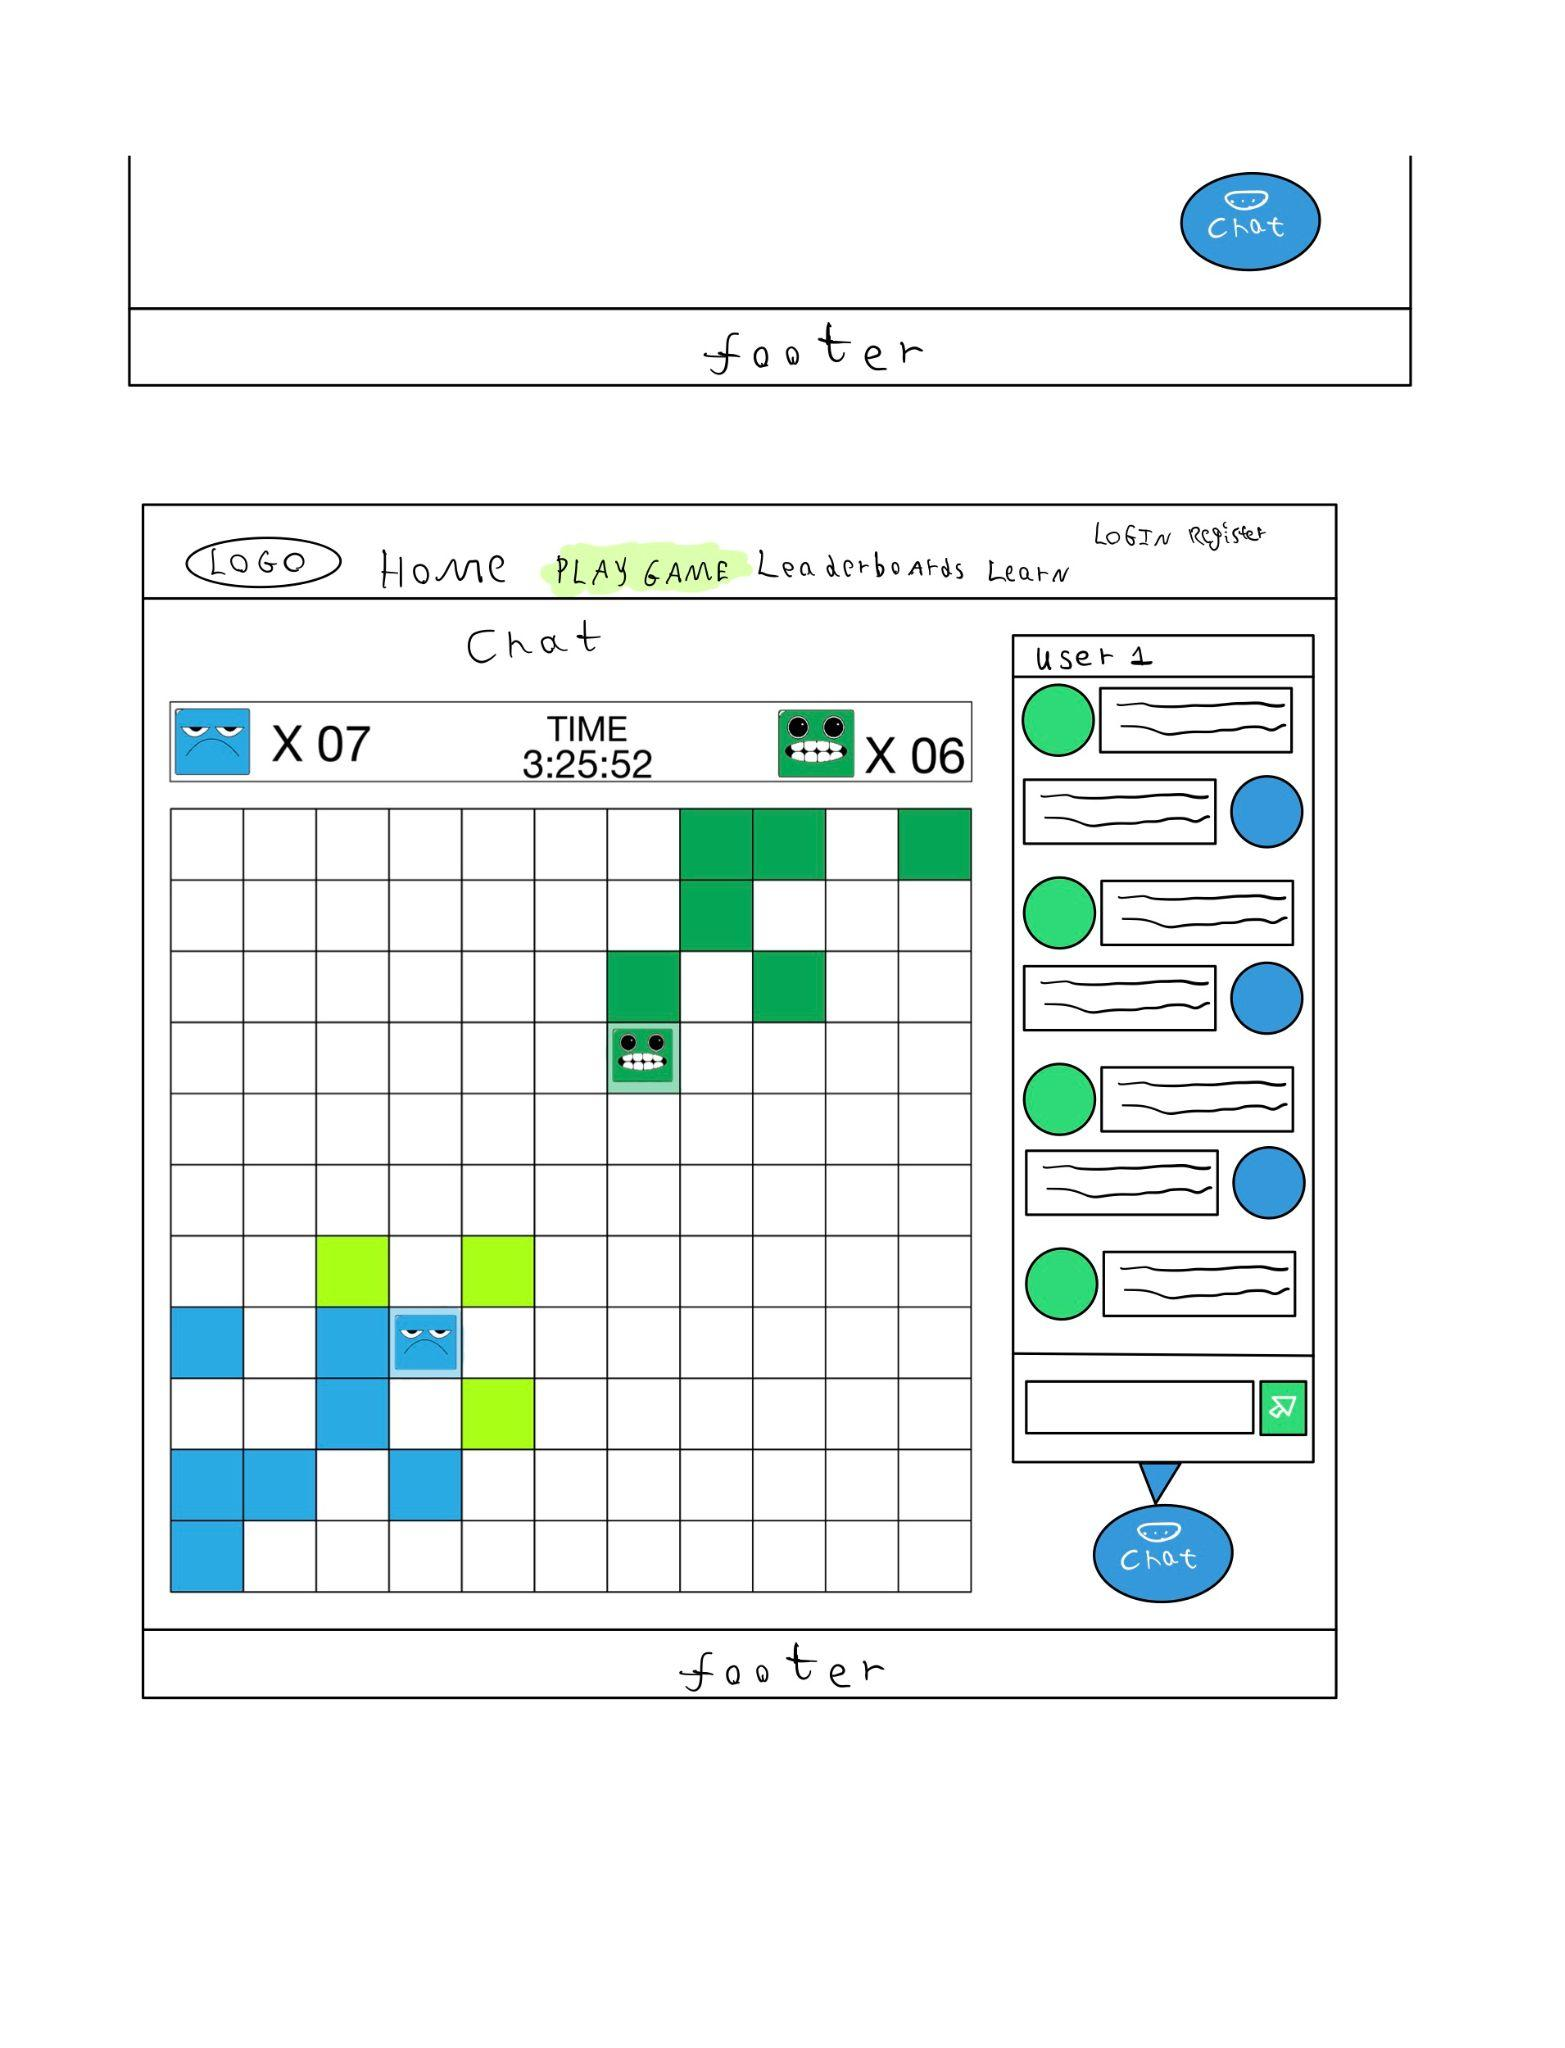 Chat
footer
LOGO Home PLAY GAME Leaderboards Learn LOGIN Register
Chat
X 07 TIME X 06
3:25:52
user 1
Chat
footer